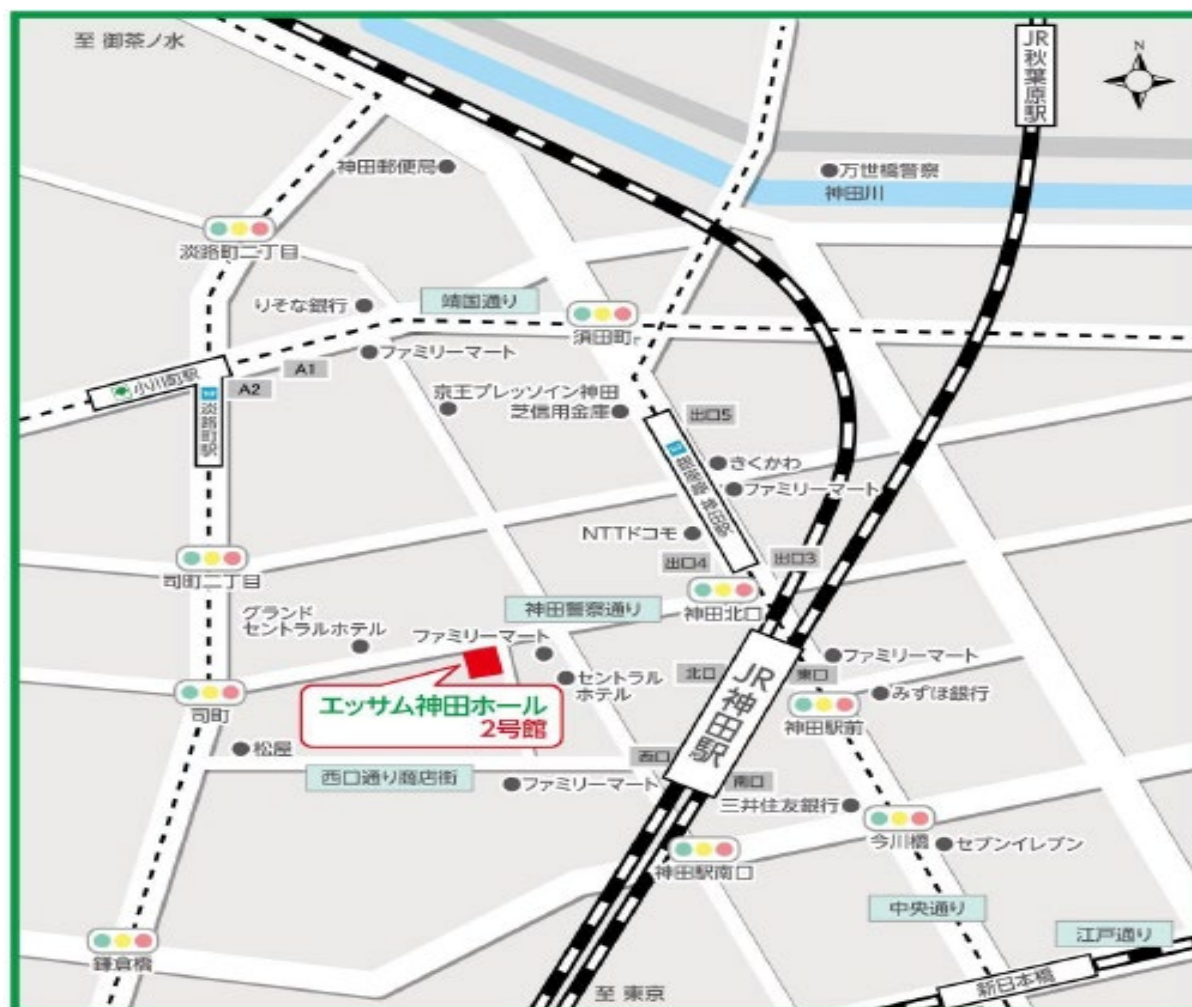 至 御茶ノ水
JR秋葉原駅
N
神田郵便局
万世橋警察
神田川
淡路町二丁目
りそな銀行
靖国通り
須田町
ファミリーマート
小川町駅
A1
A2
淡路町駅
京王プレッソイン神田
芝信用金庫
出口5
銀座線 神田駅
きくかわ
ファミリーマート
NTTドコモ
出口4
出口3
司町二丁目
神田警察通り
神田北口
グランド
セントラルホテル
ファミリーマート
セントラル
ホテル
北口
JR神田駅
東口
ファミリーマート
みずほ銀行
司町
エッサム神田ホール
2号館
神田駅前
松屋
西口
西口通り商店街
ファミリーマート
南口
三井住友銀行
今川橋
セブンイレブン
神田駅南口
中央通り
鎌倉橋
江戸通り
新日本橋
至 東京